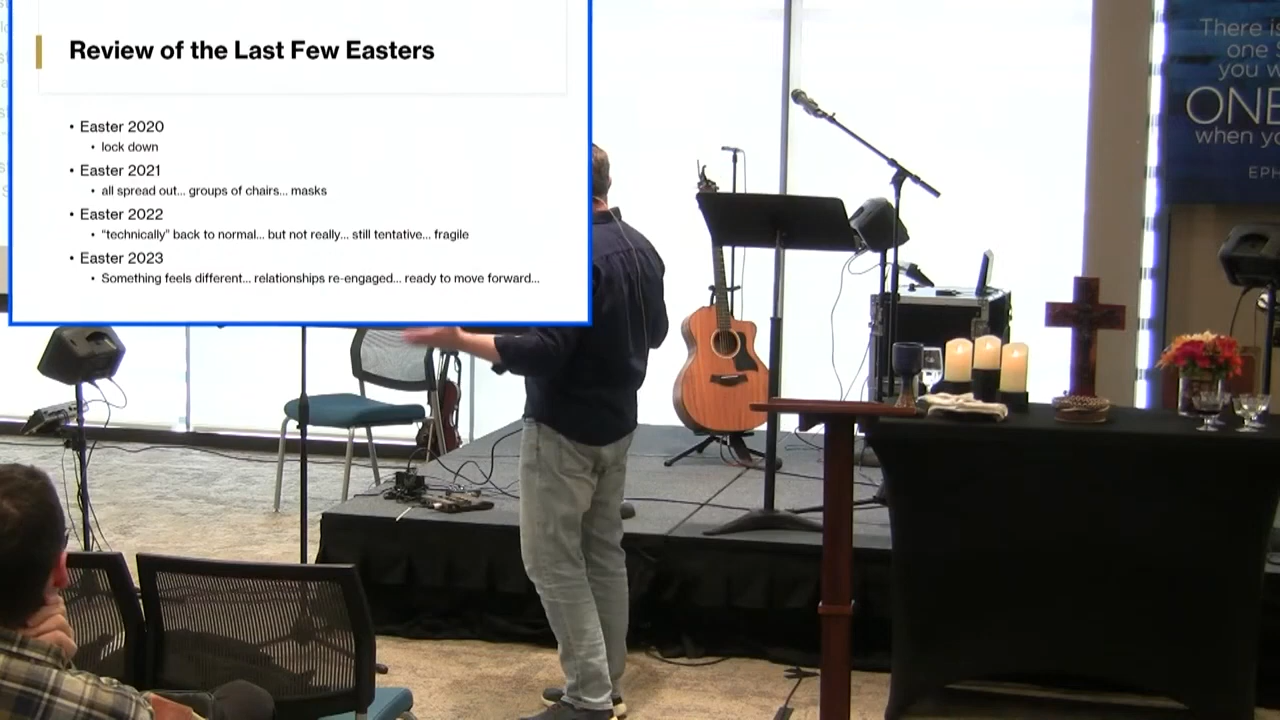 Review of the Last Few Easters
• Easter 2020
• lock down
• Easter 2021
• all spread out... groups of chairs... masks
• Easter 2022
• “technically” back to normal... but not really... still tentative... fragile
• Easter 2023
• Something feels different... relationships re-engaged... ready to move forward...
There is
one
you w
ONE
when yo
EPH